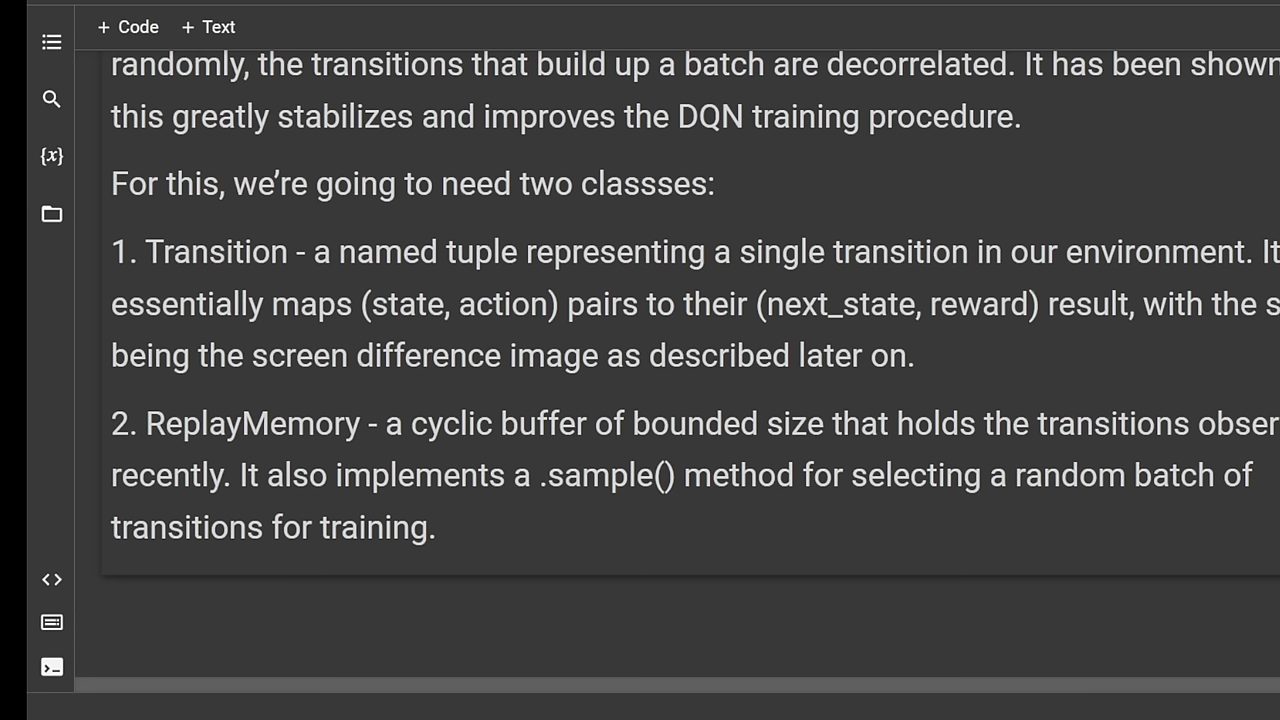 + Code + Text
randomly, the transitions that build up a batch are decorrelated. It has been shown
this greatly stabilizes and improves the DQN training procedure.
For this, we’re going to need two classses:
1. Transition - a named tuple representing a single transition in our environment. It
essentially maps (state, action) pairs to their (next_state, reward) result, with the s
being the screen difference image as described later on.
2. ReplayMemory - a cyclic buffer of bounded size that holds the transitions obser
recently. It also implements a .sample() method for selecting a random batch of
transitions for training.